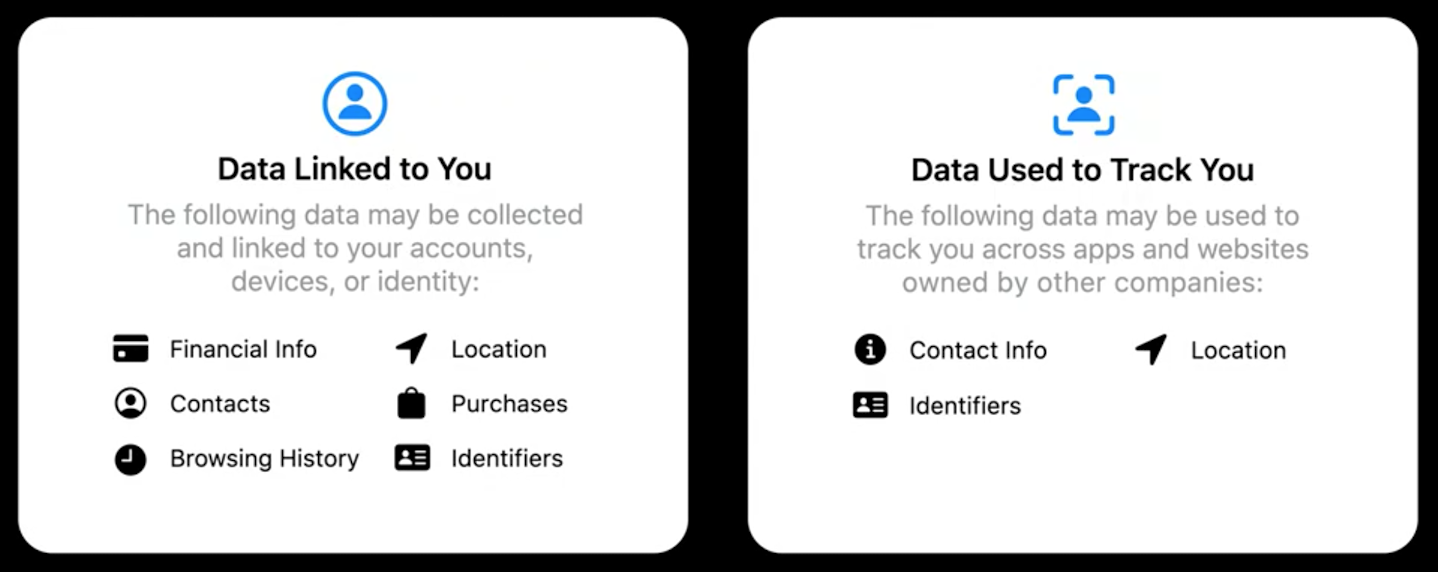 Data Linked to You
The following data may be collected
and linked to your accounts,
devices, or identity:
Financial Info
Location
Contacts
Purchases
Browsing History
Identifiers
Data Used to Track You
The following data may be used to
track you across apps and websites
owned by other companies:
Contact Info
Location
Identifiers